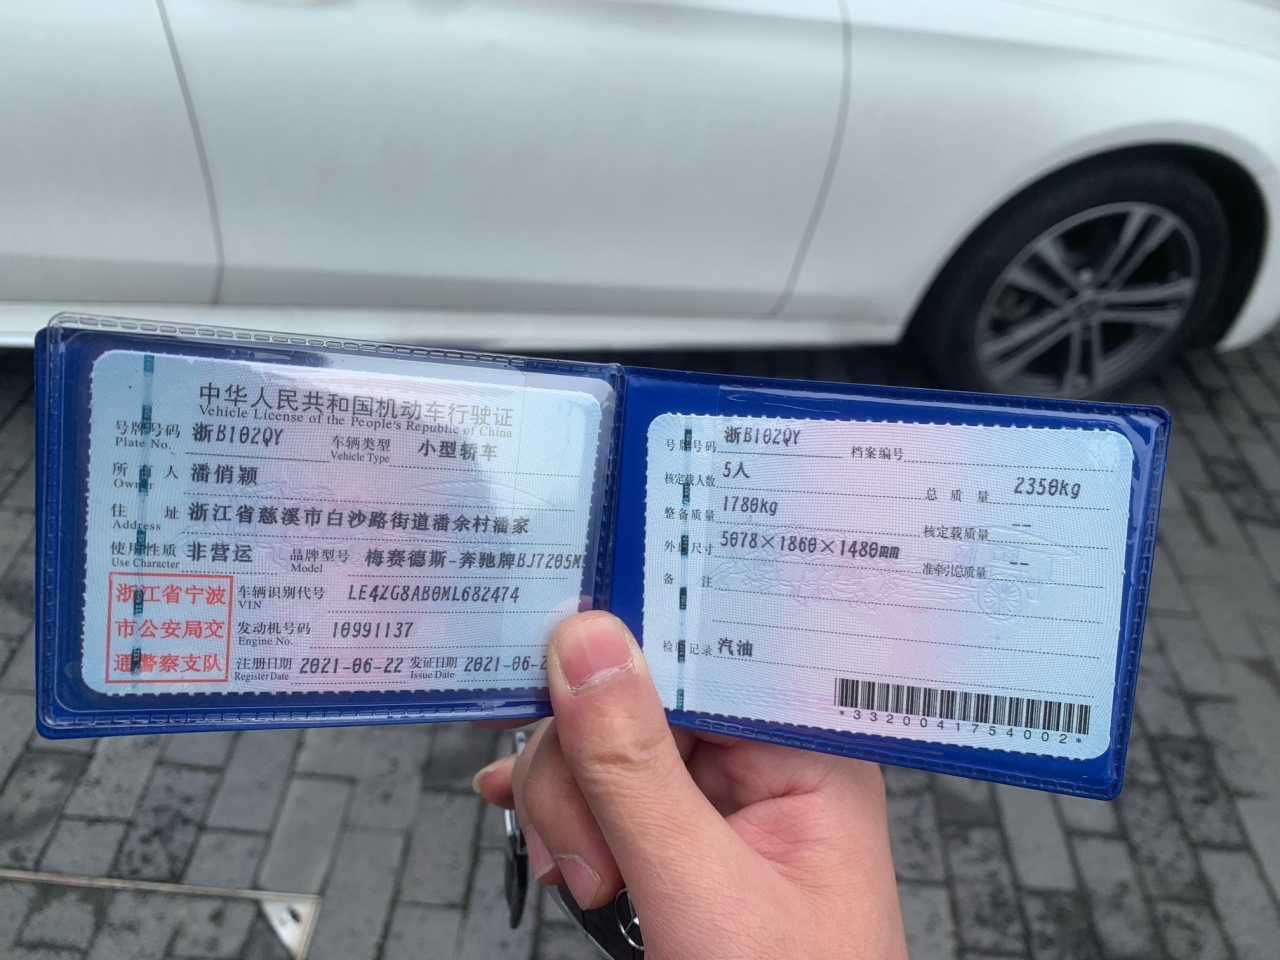 中华人民共和国机动车行驶证
Vehicle License of the People's Republic of China
号牌号码 浙B102QY 车辆类型 小型轿车
Plate No. Vehicle Type
所有人 潘俏颖
Owner
住址 浙江省慈溪市白沙路街道潘余村潘家
Address
使用性质 非营运 品牌型号 梅赛德斯-奔驰牌BJ7205M
Use Character Model
浙江省宁波
市公安局交
通警察支队
车辆识别代号 LE4ZG8AB0ML682474
VIN
发动机号码 10991137
Engine No.
注册日期 2021-06-22 发证日期 2021-06-2
Register Date Issue Date
号牌号码 浙B102QY 档案编号
核定载人数 5人 总质量 2350kg
整备质量 1780kg 核定载质量 --
外廓尺寸 5078×1860×1480mm 准牵引总质量 --
备注
检验记录 汽油
*3320041754002*